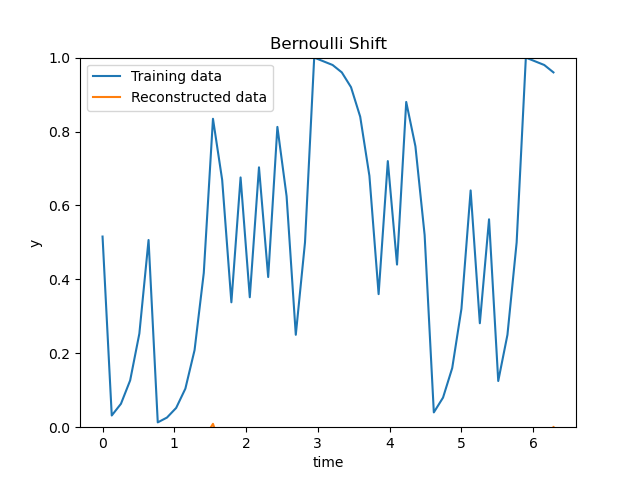 Bernoulli Shift
Training data
Reconstructed data
y
1.0
0.8
0.6
0.4
0.2
0.0
0 1 2 3 4 5 6
time